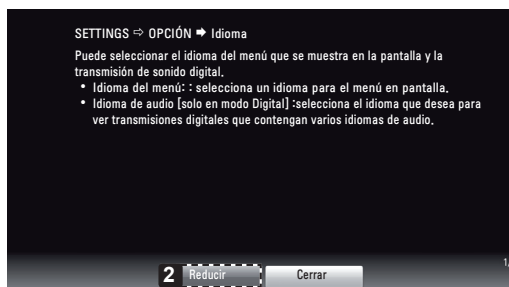 SETTINGS ⇨ OPCIÓN ➡ Idioma
Puede seleccionar el idioma del menú que se muestra en la pantalla y la
transmisión de sonido digital.
• Idioma del menú: : selecciona un idioma para el menú en pantalla.
• Idioma de audio [solo en modo Digital] :selecciona el idioma que desea para
ver transmisiones digitales que contengan varios idiomas de audio.
1/
2 Reducir Cerrar